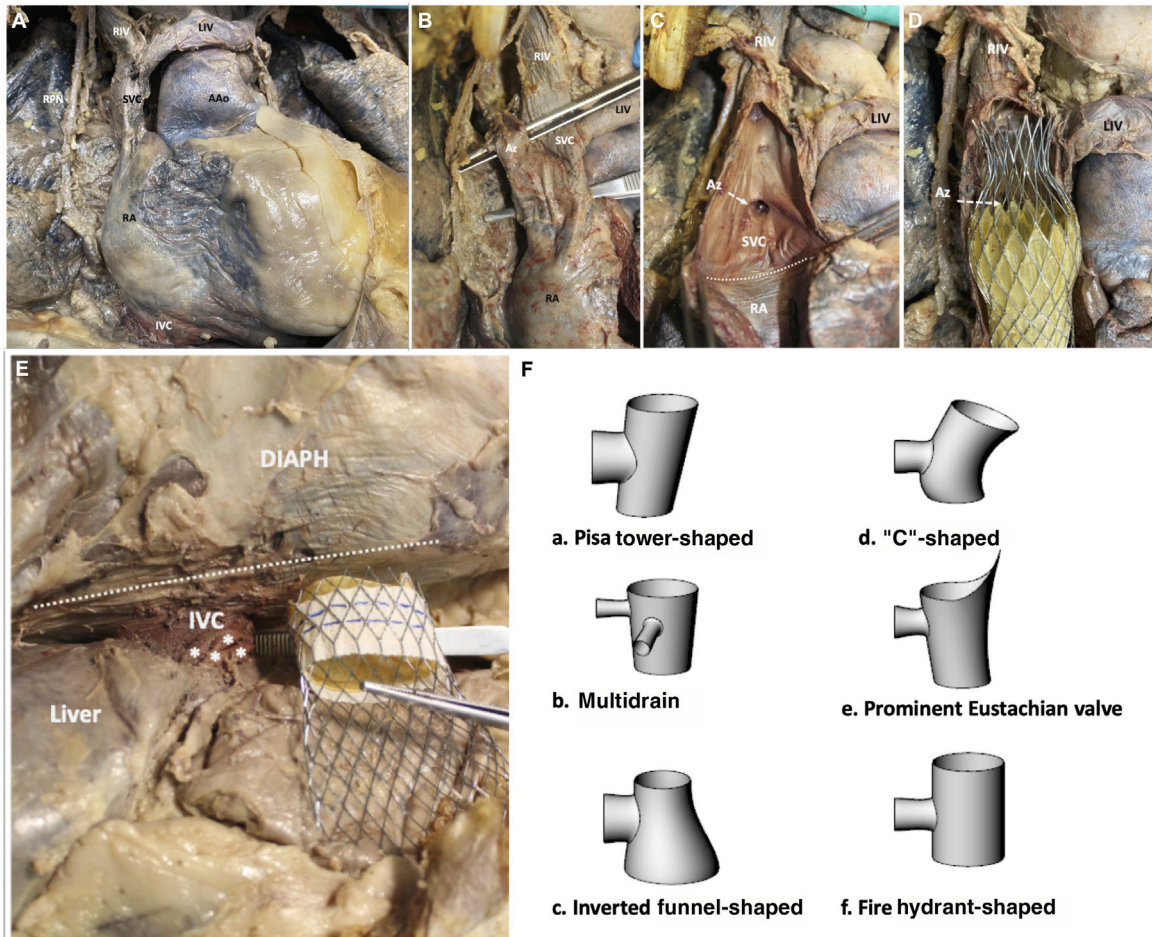 A
RIV
LIV
RPN
SVC
AAo
RA
IVC
B
RIV
LIV
Az
SVC
RA
C
RIV
LIV
Az
SVC
RA
D
RIV
LIV
Az
E
DIAPH
IVC
* * * *
Liver
F
a. Pisa tower-shaped
d. "C"-shaped
b. Multidrain
e. Prominent Eustachian valve
c. Inverted funnel-shaped
f. Fire hydrant-shaped